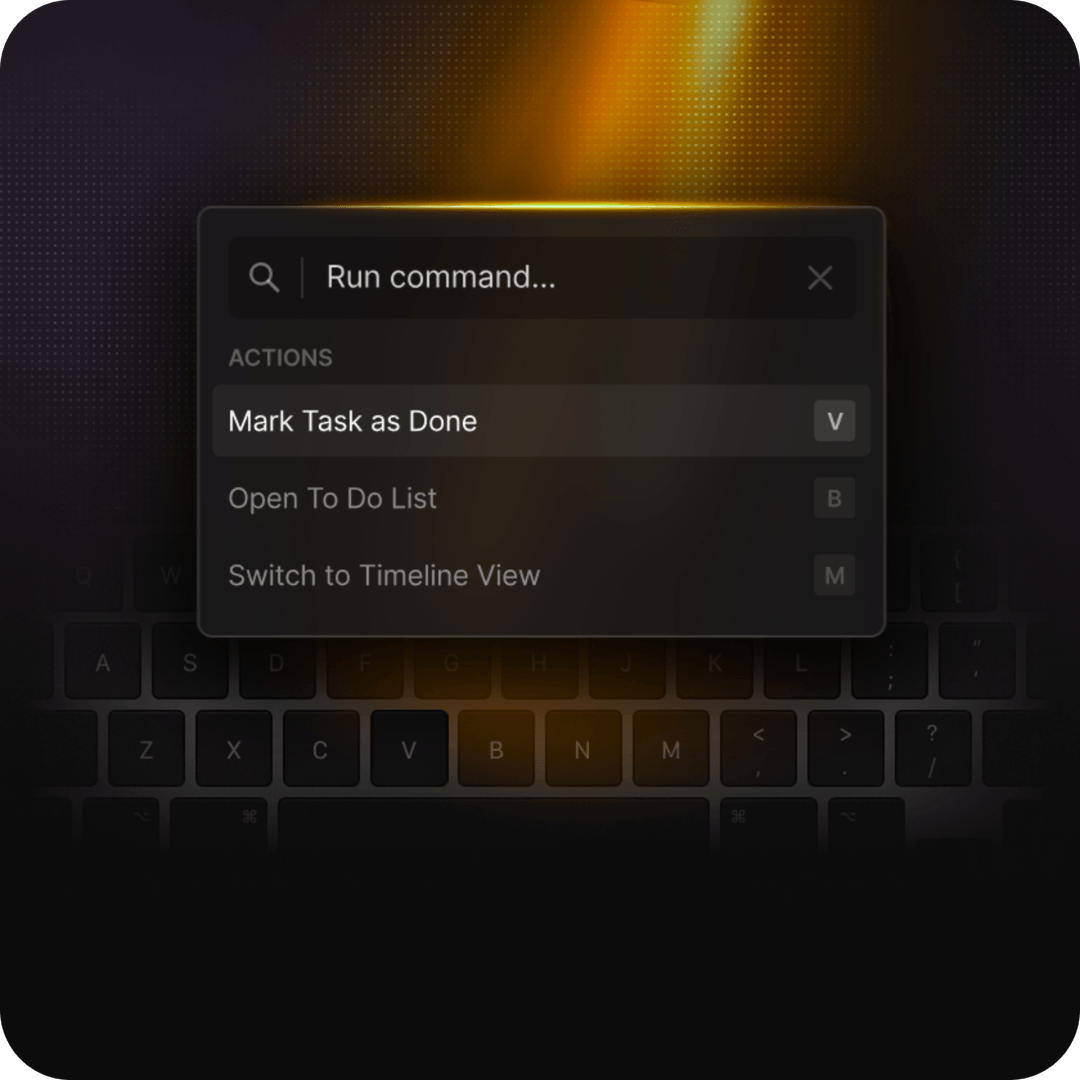 Run command...
ACTIONS
Mark Task as Done V
Open To Do List B
Switch to Timeline View M
Q W { [
A S D F G H J K L : ; " '
Z X C V B N M < , > . ? /
⌥ ⌘ ⌘ ⌥